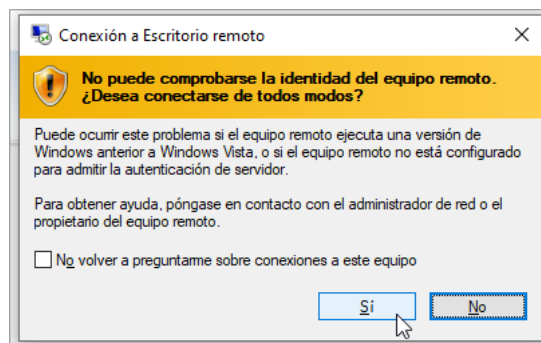 Conexión a Escritorio remoto
No puede comprobarse la identidad del equipo remoto.
¿Desea conectarse de todos modos?
Puede ocurrir este problema si el equipo remoto ejecuta una versión de
Windows anterior a Windows Vista, o si el equipo remoto no está configurado
para admitir la autenticación de servidor.
Para obtener ayuda, póngase en contacto con el administrador de red o el
propietario del equipo remoto.
No volver a preguntarme sobre conexiones a este equipo
Sí No